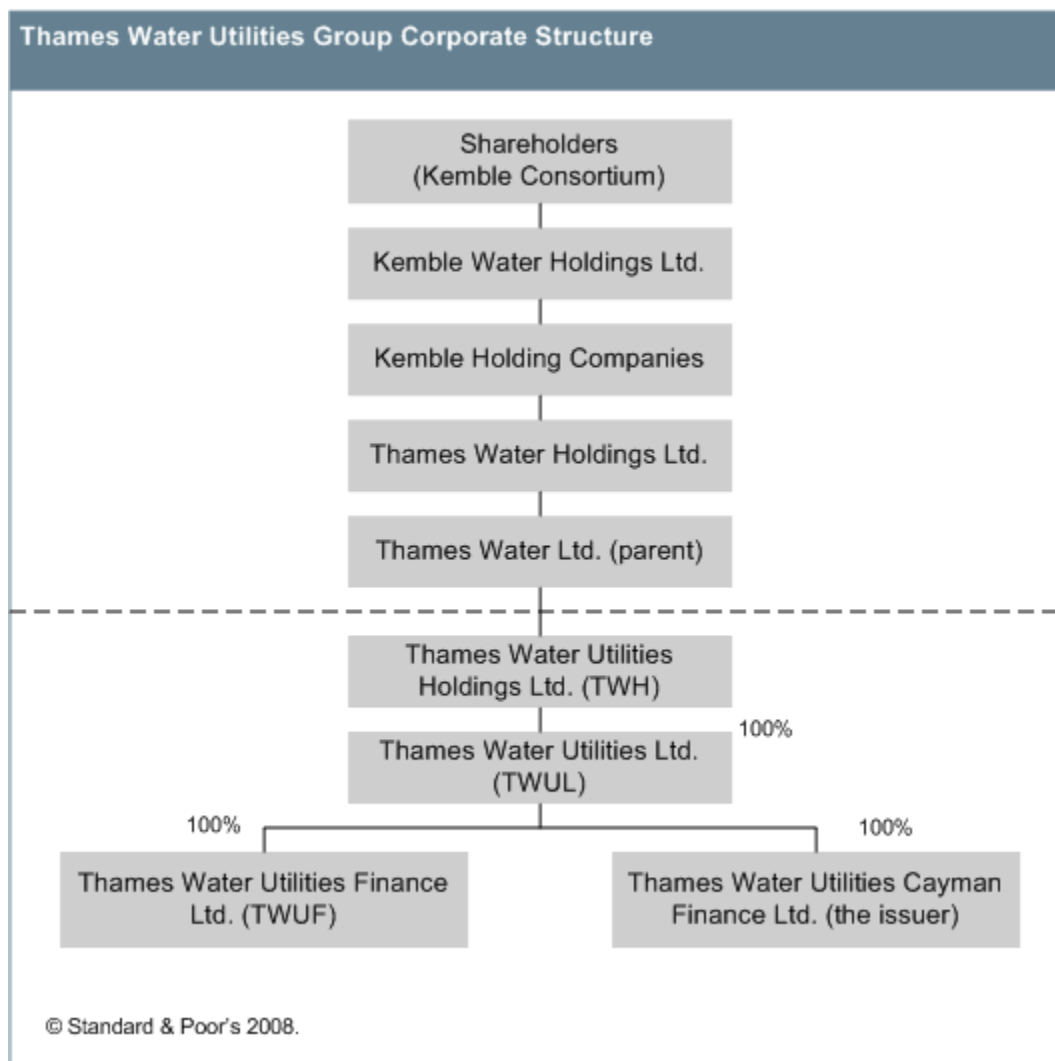 Thames Water Utilities Group Corporate Structure
Shareholders
(Kemble Consortium)
Kemble Water Holdings Ltd.
Kemble Holding Companies
Thames Water Holdings Ltd.
Thames Water Ltd. (parent)
Thames Water Utilities
Holdings Ltd. (TWH)
100%
Thames Water Utilities Ltd.
(TWUL)
100%
100%
Thames Water Utilities Finance
Ltd. (TWUF)
Thames Water Utilities Cayman
Finance Ltd. (the issuer)
© Standard & Poor's 2008.